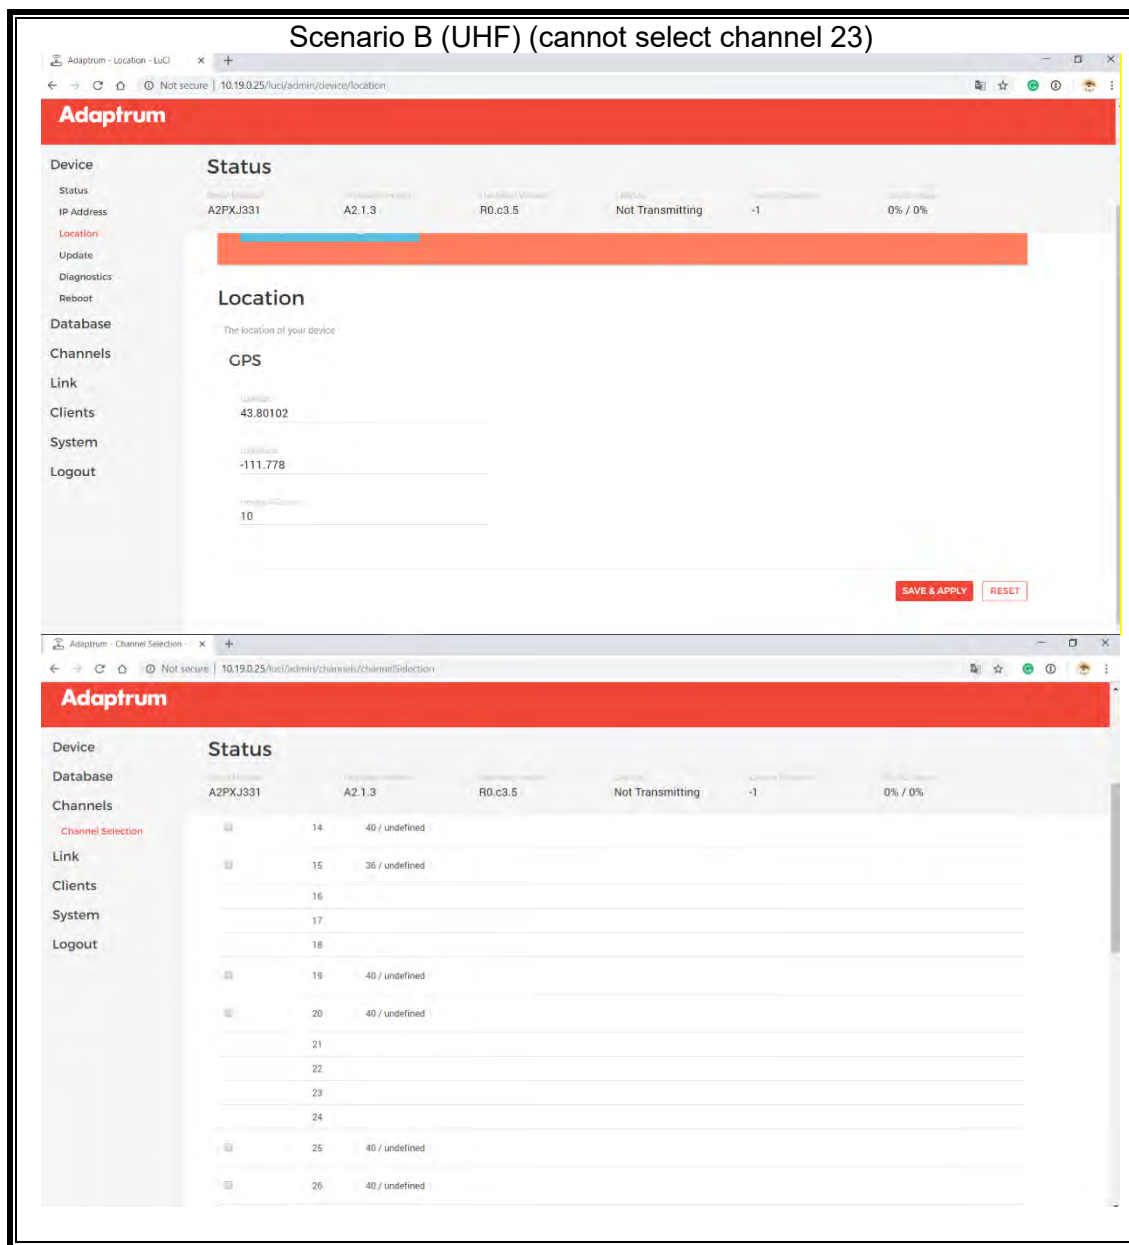 Scenario B (UHF) (cannot select channel 23)
Adaptrum - Location - LuCI × +
Not secure | 10.19.0.25/luci/admin/device/location
Adaptrum
Device
Status
IP Address
Location
Update
Diagnostics
Reboot
Database
Channels
Link
Clients
System
Logout
Status
A2PXJ331 A2.1.3 R0.c3.5 Not Transmitting -1 0% / 0%
Location
The location of your device
GPS
Latitude
43.80102
Longitude
-111.778
10
SAVE & APPLY RESET
Adaptrum - Channel Selection - × +
Not secure | 10.19.0.25/luci/admin/channels/channelSelection
Adaptrum
Device
Database
Channels
Channel Selection
Link
Clients
System
Logout
Status
A2PXJ331 A2.1.3 R0.c3.5 Not Transmitting -1 0% / 0%
14 40 / undefined
15 36 / undefined
16
17
18
19 40 / undefined
20 40 / undefined
21
22
23
24
25 40 / undefined
26 40 / undefined